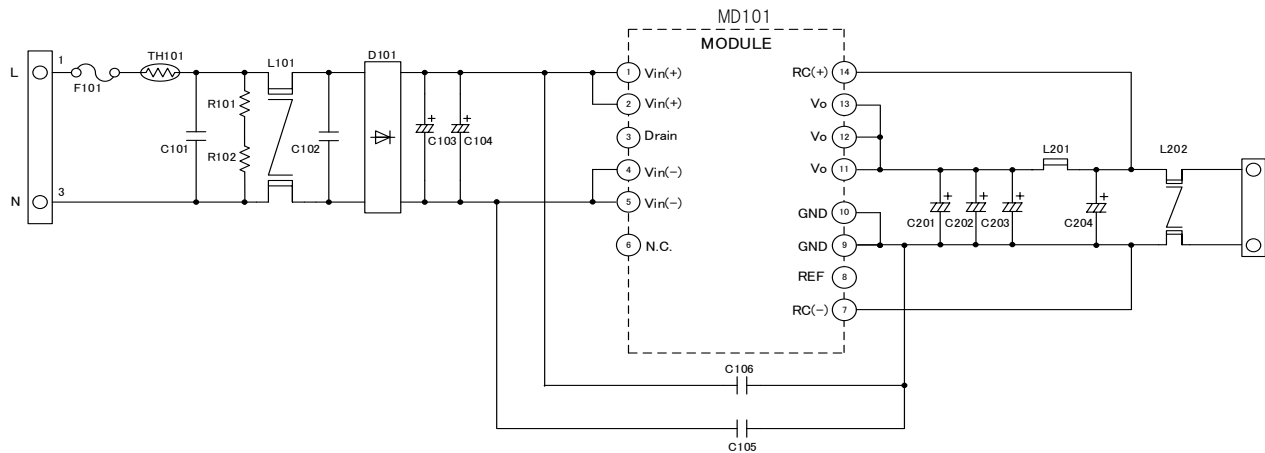 MD101
MODULE
L
1
F101
TH101
C101
R101
R102
L101
C102
D101
+
C103
+
C104
N
3
1 Vin(+)
2 Vin(+)
3 Drain
4 Vin(-)
5 Vin(-)
6 N.C.
RC(+) 14
Vo 13
Vo 12
Vo 11
GND 10
GND 9
REF 8
RC(-) 7
+
C201
+
C202
+
C203
L201
+
C204
L202
C106
C105